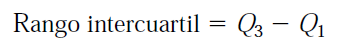 Rango intercuartil = Q₃ − Q₁